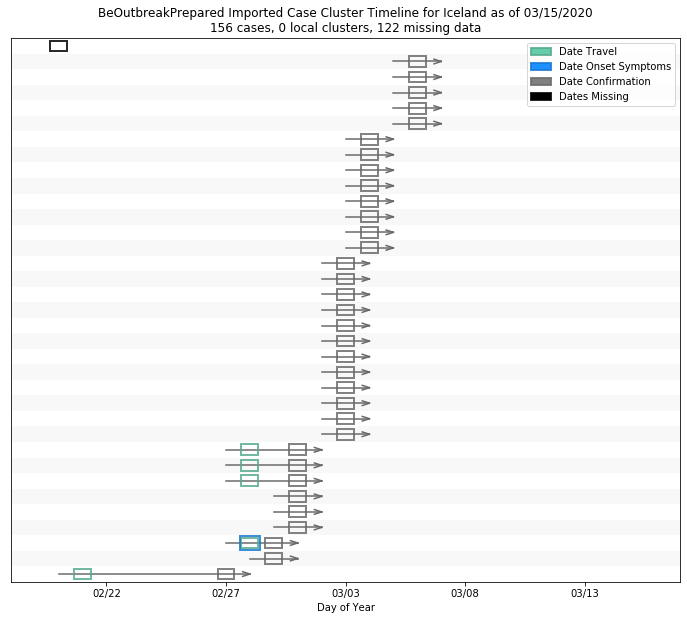 BeOutbreakPrepared Imported Case Cluster Timeline for Iceland as of 03/15/2020
156 cases, 0 local clusters, 122 missing data
Date Travel
Date Onset Symptoms
Date Confirmation
Dates Missing
02/22 02/27 03/03 03/08 03/13
Day of Year